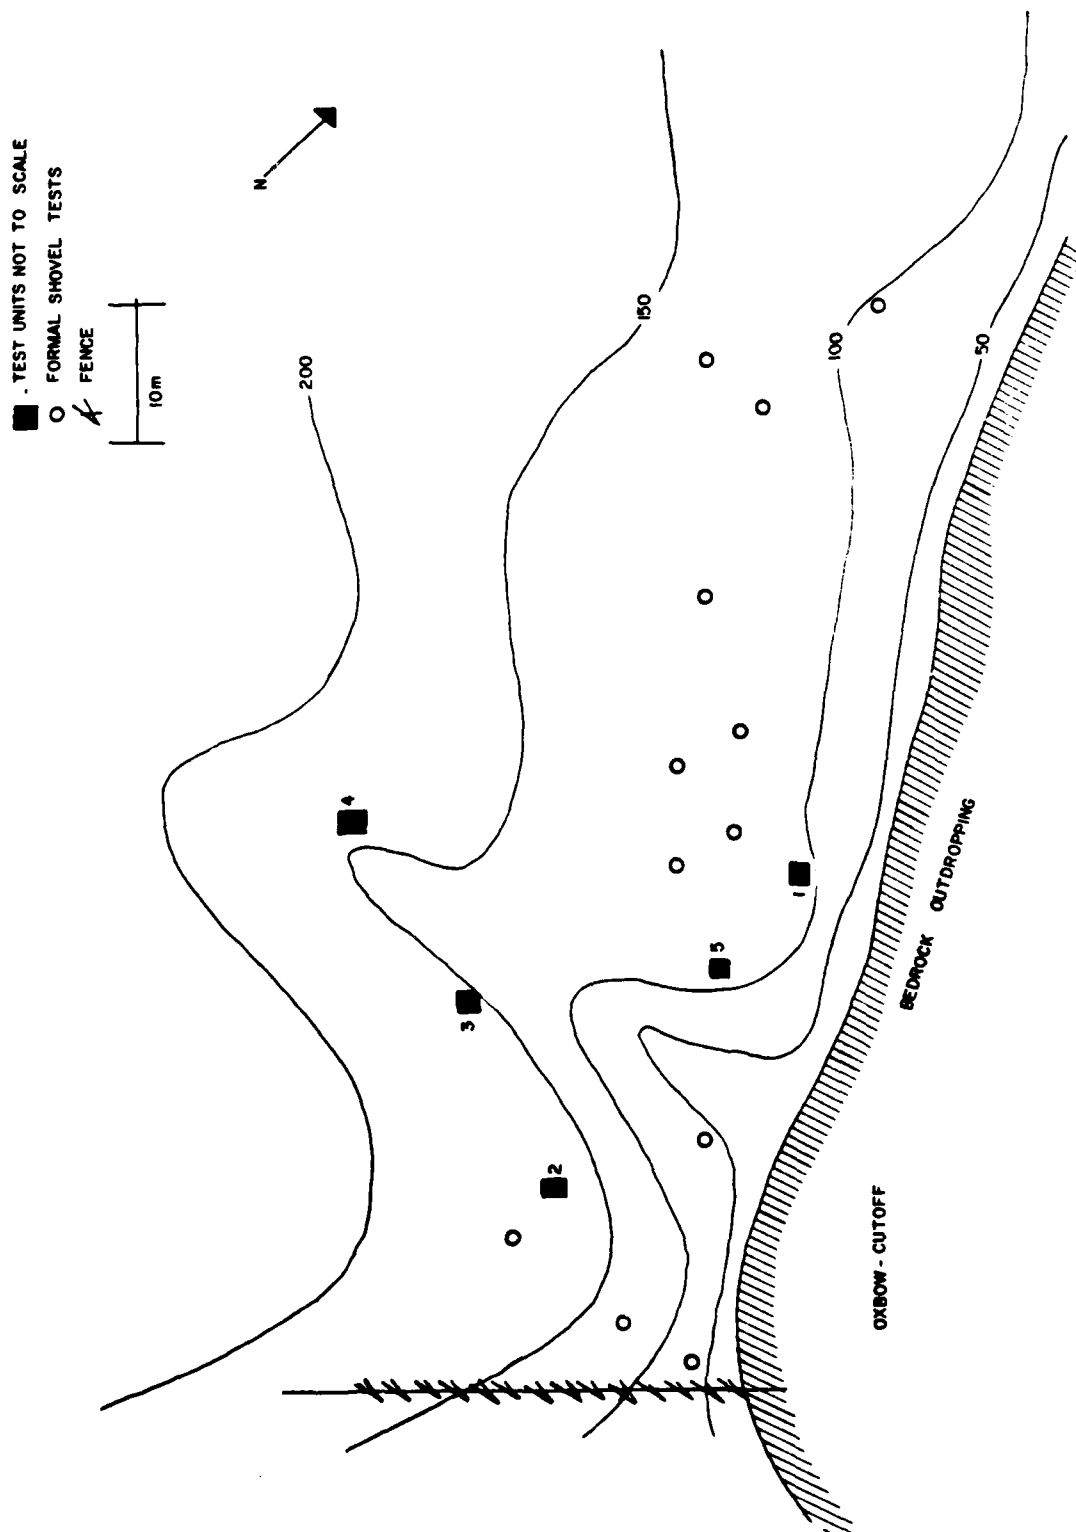 . TEST UNITS NOT TO SCALE
FORMAL SHOVEL TESTS
FENCE
10m
N
200
150
100
50
4
3
2
5
1
BEDROCK OUTDROPPING
OXBOW-CUTOFF